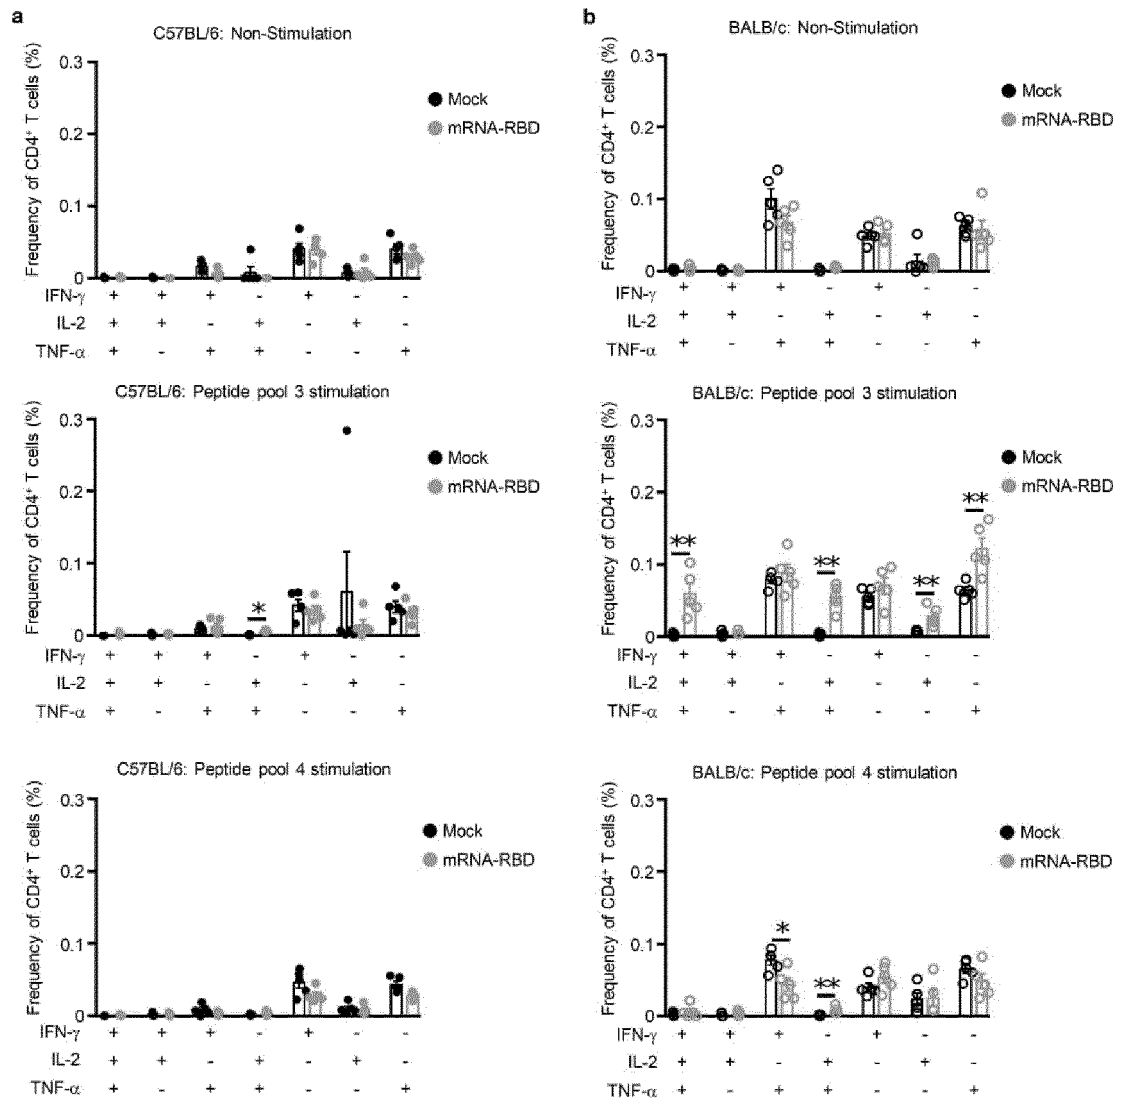 a
C57BL/6: Non-Stimulation
Frequency of CD4⁺ T cells (%)
0.3
0.2
0.1
0
Mock
mRNA-RBD
IFN-γ + + + - + - -
IL-2 + + - + - + -
TNF-α + - + + - - +
C57BL/6: Peptide pool 3 stimulation
Frequency of CD4⁺ T cells (%)
0.3
0.2
0.1
0
Mock
mRNA-RBD
*
IFN-γ + + + - + - -
IL-2 + + - + - + -
TNF-α + - + + - - +
C57BL/6: Peptide pool 4 stimulation
Frequency of CD4⁺ T cells (%)
0.3
0.2
0.1
0
Mock
mRNA-RBD
IFN-γ + + + - + - -
IL-2 + + - + - + -
TNF-α + - + + - - +
b
BALB/c: Non-Stimulation
Frequency of CD4⁺ T cells (%)
0.3
0.2
0.1
0
Mock
mRNA-RBD
IFN-γ + + + - + - -
IL-2 + + - + - + -
TNF-α + - + + - - +
BALB/c: Peptide pool 3 stimulation
Frequency of CD4⁺ T cells (%)
0.3
0.2
0.1
0
Mock
mRNA-RBD
** ** ** **
IFN-γ + + + - + - -
IL-2 + + - + - + -
TNF-α + - + + - - +
BALB/c: Peptide pool 4 stimulation
Frequency of CD4⁺ T cells (%)
0.3
0.2
0.1
0
Mock
mRNA-RBD
* **
IFN-γ + + + - + - -
IL-2 + + - + - + -
TNF-α + - + + - - +